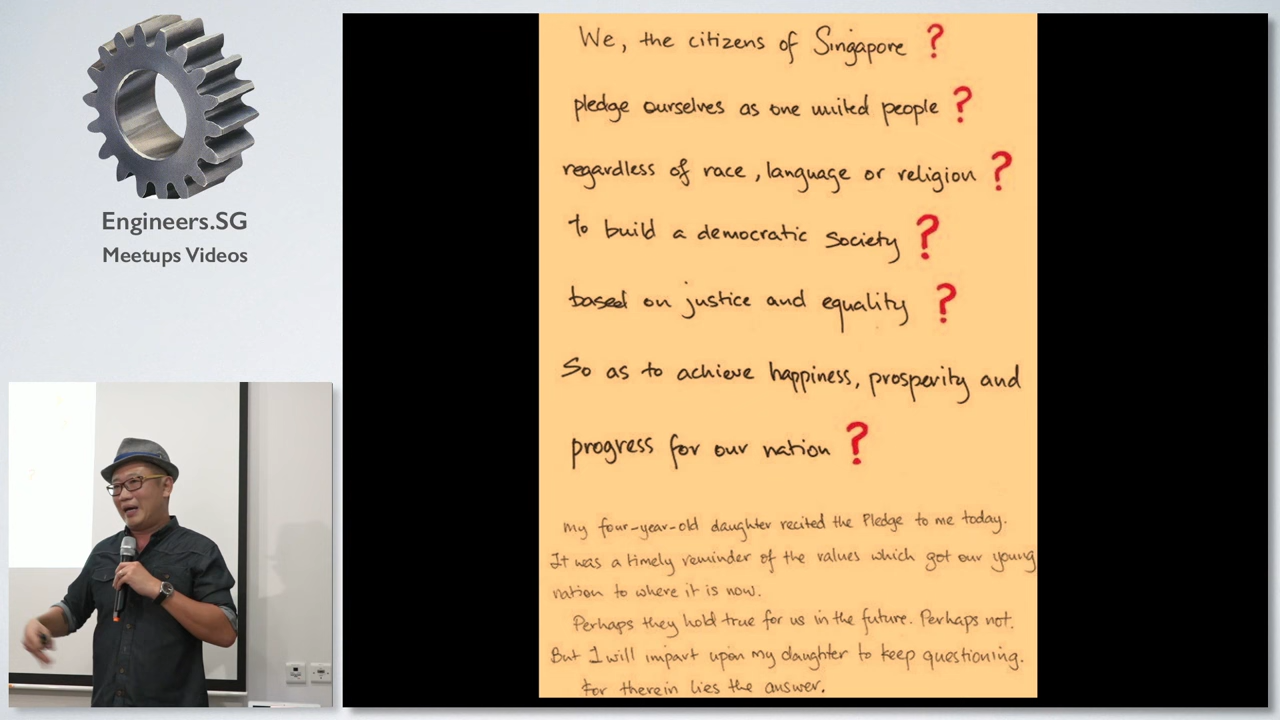 Engineers.SG
Meetups Videos
We, the citizens of Singapore ?
pledge ourselves as one united people ?
regardless of race, language or religion ?
to build a democratic society ?
based on justice and equality ?
So as to achieve happiness, prosperity and
progress for our nation ?
My four-year-old daughter recited the Pledge to me today.
It was a timely reminder of the values which got our young
nation to where it is now.
Perhaps they hold true for us in the future. Perhaps not.
But I will impart upon my daughter to keep questioning.
For therein lies the answer.